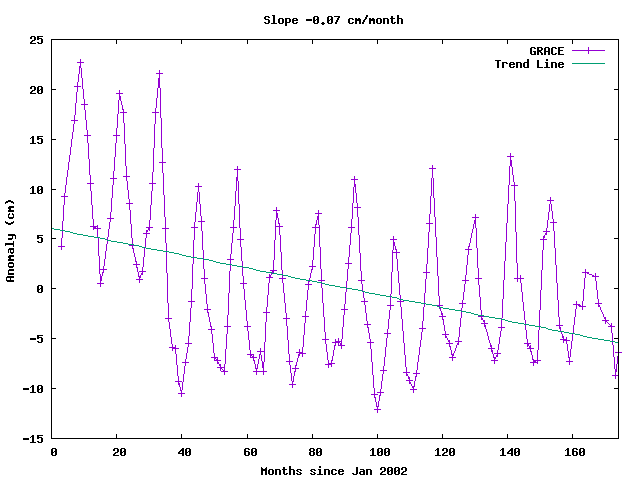 Slope -0.07 cm/month
GRACE
Trend Line
25
20
15
10
5
0
-5
-10
-15
Anomaly (cm)
0 20 40 60 80 100 120 140 160
Months since Jan 2002